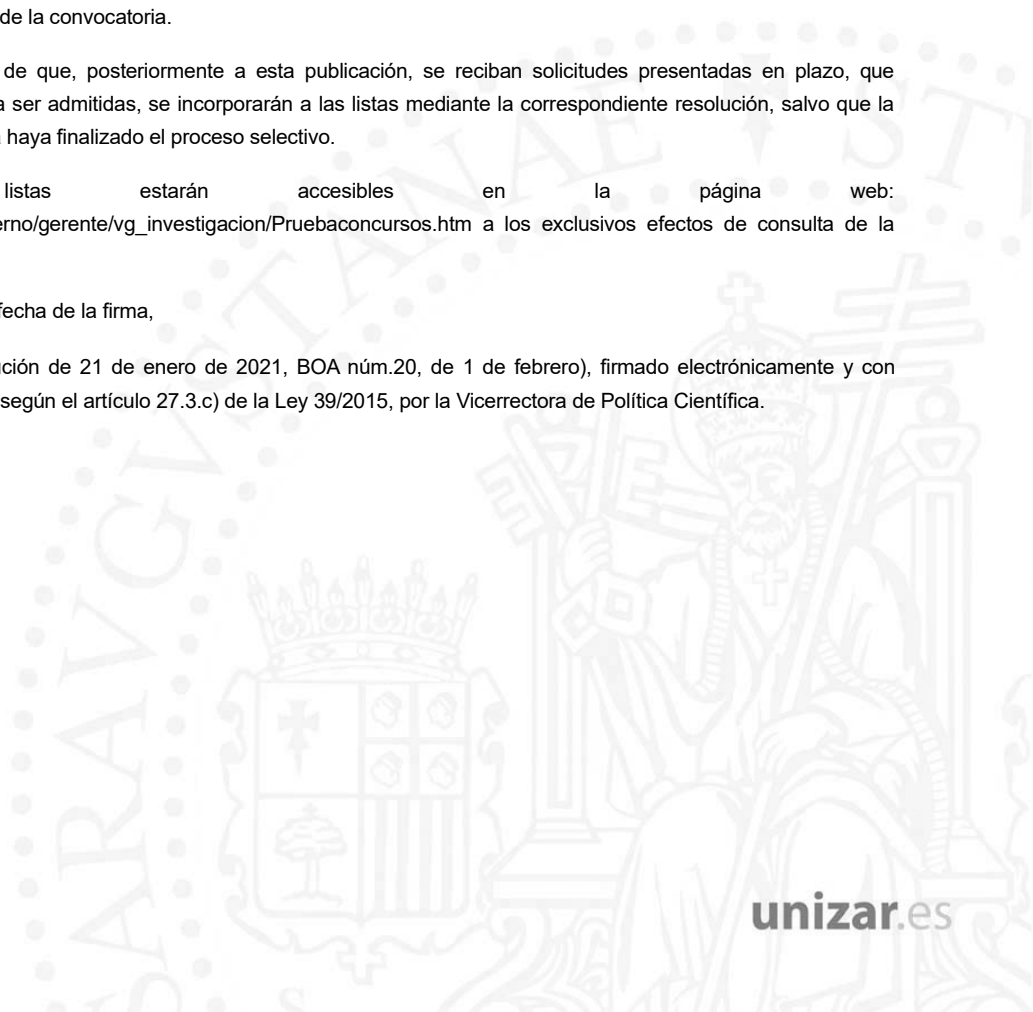 de la convocatoria.
de que, posteriormente a esta publicación, se reciban solicitudes presentadas en plazo, que
a ser admitidas, se incorporarán a las listas mediante la correspondiente resolución, salvo que la
haya finalizado el proceso selectivo.
listas estarán accesibles en la página web:
erno/gerente/vg_investigacion/Pruebaconcursos.htm a los exclusivos efectos de consulta de la
fecha de la firma,
ción de 21 de enero de 2021, BOA núm.20, de 1 de febrero), firmado electrónicamente y con
según el artículo 27.3.c) de la Ley 39/2015, por la Vicerrectora de Política Científica.
unizar.es